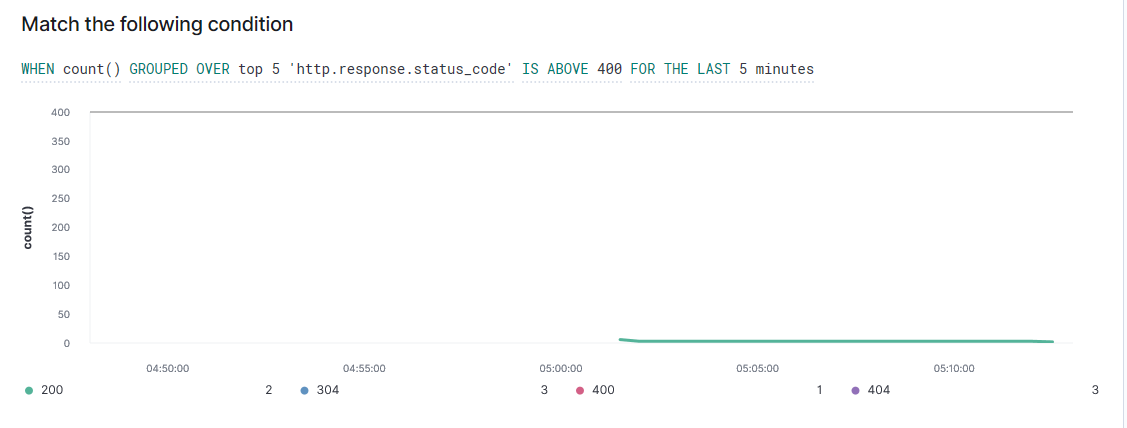 Match the following condition
WHEN count() GROUPED OVER top 5 'http.response.status_code' IS ABOVE 400 FOR THE LAST 5 minutes
400
350
300
250
200
150
100
50
0
count()
04:50:00 04:55:00 05:00:00 05:05:00 05:10:00
200 2 304 3 400 1 404 3